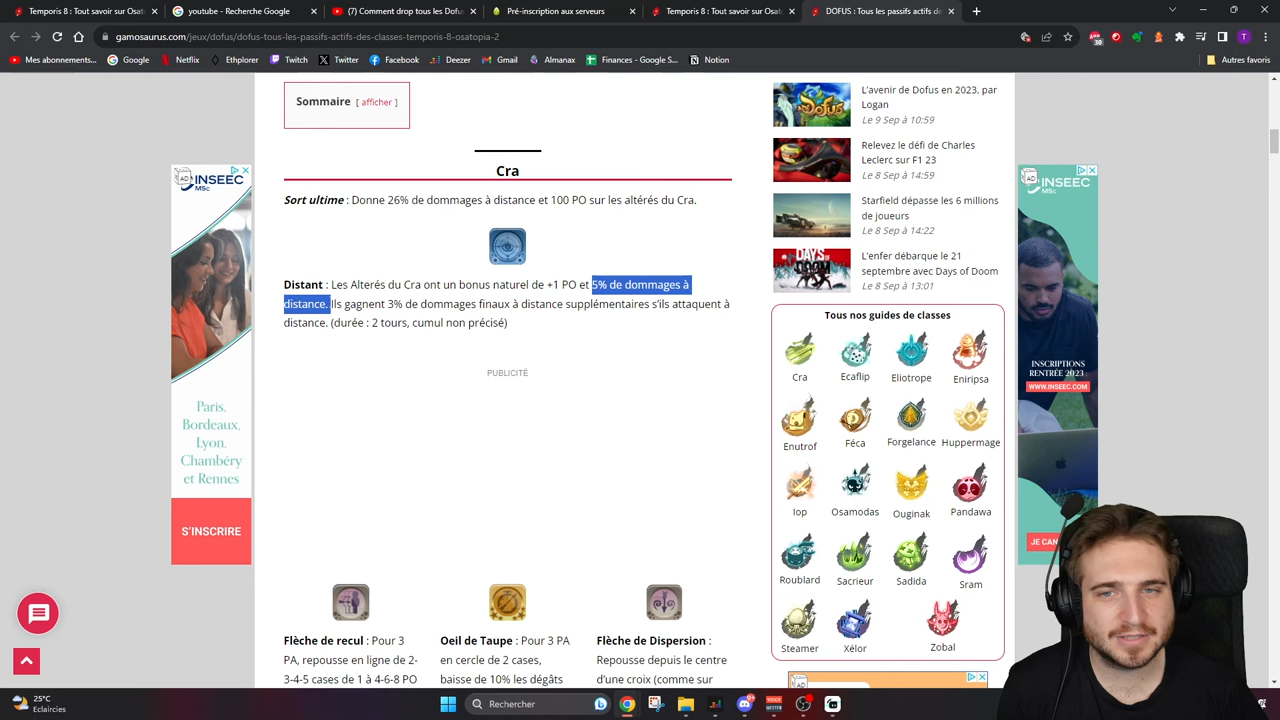 Temporis 8 : Tout sur Osato
youtube - Recherche Google
(7) Comment drop tous les Dofus
Pré-inscription aux serveurs
Temporis 8 : Tout sur Osato
DOFUS : Tous les passifs actifs de
gamosaurus.com/jeux/dofus/dofus-tous-les-passifs-actifs-des-classes-temporis-8-osatopia-2
30
T
Mes abonnements...
Google
Netflix
Ethplorer
Twitch
Twitter
Facebook
Deezer
Gmail
Almanax
Finances - Google S...
Notion
Autres favoris
Sommaire [ afficher ]
Cra
Sort ultime : Donne 26% de dommages à distance et 100 PO sur les altérés du Cra.
Distant : Les Alterés du Cra ont un bonus naturel de +1 PO et 5% de dommages à
distance. Ils gagnent 3% de dommages finaux à distance supplémentaires s'ils attaquent à
distance. (durée : 2 tours, cumul non précisé)
PUBLICITÉ
Flèche de recul : Pour 3
PA, repousse en ligne de 2-
3-4-5 cases de 1 à 4-6-8 PO
Oeil de Taupe : Pour 3 PA
en cercle de 2 cases,
baisse de 10% les dégâts
Flèche de Dispersion :
Repousse depuis le centre
d'une croix (comme sur
L'avenir de Dofus en 2023, par
Logan
Le 9 Sep à 10:59
Relevez le défi de Charles
Leclerc sur F1 23
Le 8 Sep à 14:59
Starfield dépasse les 6 millions
de joueurs
Le 8 Sep à 14:22
DAYS
DOOM
L'enfer débarque le 21
septembre avec Days of Doom
Le 8 Sep à 13:01
Tous nos guides de classes
Cra
Ecaflip
Eliotrope
Eniripsa
Enutrof
Féca
Forgelance
Huppermage
Iop
Osamodas
Ouginak
Pandawa
Roublard
Sacrieur
Sadida
Sram
Steamer
Xélor
Zobal
AD
INSEEC
MSc
Paris,
Bordeaux,
Lyon,
Chambéry
et Rennes
S'INSCRIRE
INSEEC
MSc
INSCRIPTIONS
RENTRÉE 2023 :
WWW.INSEEC.COM
JE CAN
25°C
Éclaircies
Rechercher